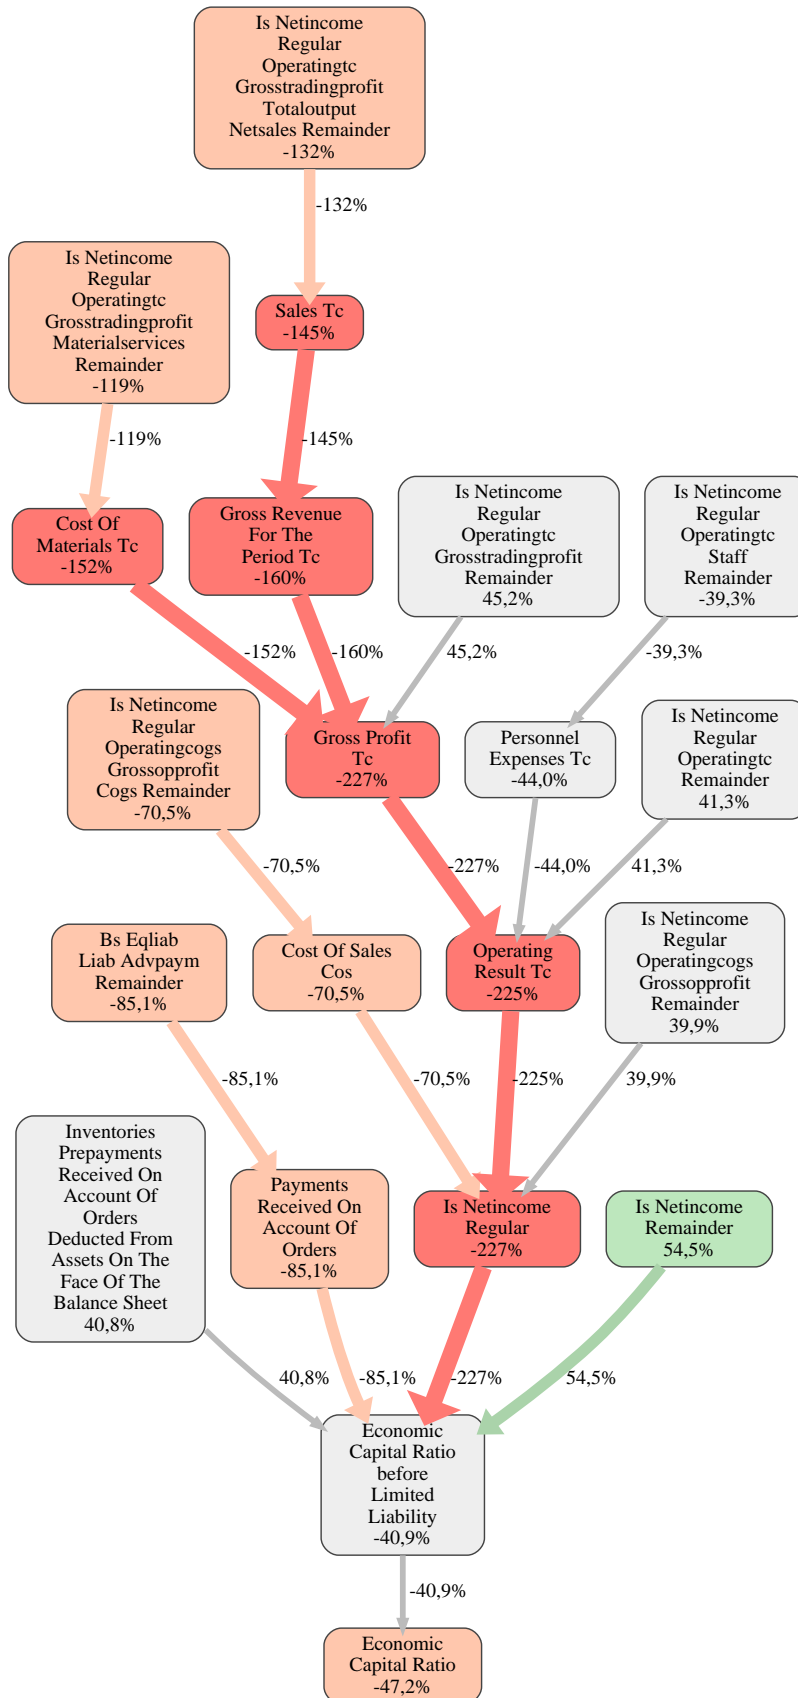 Is Netincome
Regular
Operatingtc
Grosstradingprofit
Totaloutput
Netsales Remainder
-132%
-132%
Is Netincome
Regular
Operatingtc
Grosstradingprofit
Materialservices
Remainder
-119%
Sales Tc
-145%
-119%
-145%
Cost Of
Materials Tc
-152%
Gross Revenue
For The
Period Tc
-160%
Is Netincome
Regular
Operatingtc
Grosstradingprofit
Remainder
45,2%
Is Netincome
Regular
Operatingtc
Staff
Remainder
-39,3%
-152%
-160%
45,2%
-39,3%
Is Netincome
Regular
Operatingcogs
Grossopprofit
Cogs Remainder
-70,5%
Gross Profit
Tc
-227%
Personnel
Expenses Tc
-44,0%
Is Netincome
Regular
Operatingtc
Remainder
41,3%
-70,5%
-227%
-44,0%
41,3%
Bs Eqliab
Liab Advpaym
Remainder
-85,1%
Cost Of Sales
Cos
-70,5%
Operating
Result Tc
-225%
Is Netincome
Regular
Operatingcogs
Grossopprofit
Remainder
39,9%
-85,1%
-70,5%
-225%
39,9%
Inventories
Prepayments
Received On
Account Of
Orders
Deducted From
Assets On The
Face Of The
Balance Sheet
40,8%
Payments
Received On
Account Of
Orders
-85,1%
Is Netincome
Regular
-227%
Is Netincome
Remainder
54,5%
40,8%
-85,1%
-227%
54,5%
Economic
Capital Ratio
before
Limited
Liability
-40,9%
-40,9%
Economic
Capital Ratio
-47,2%